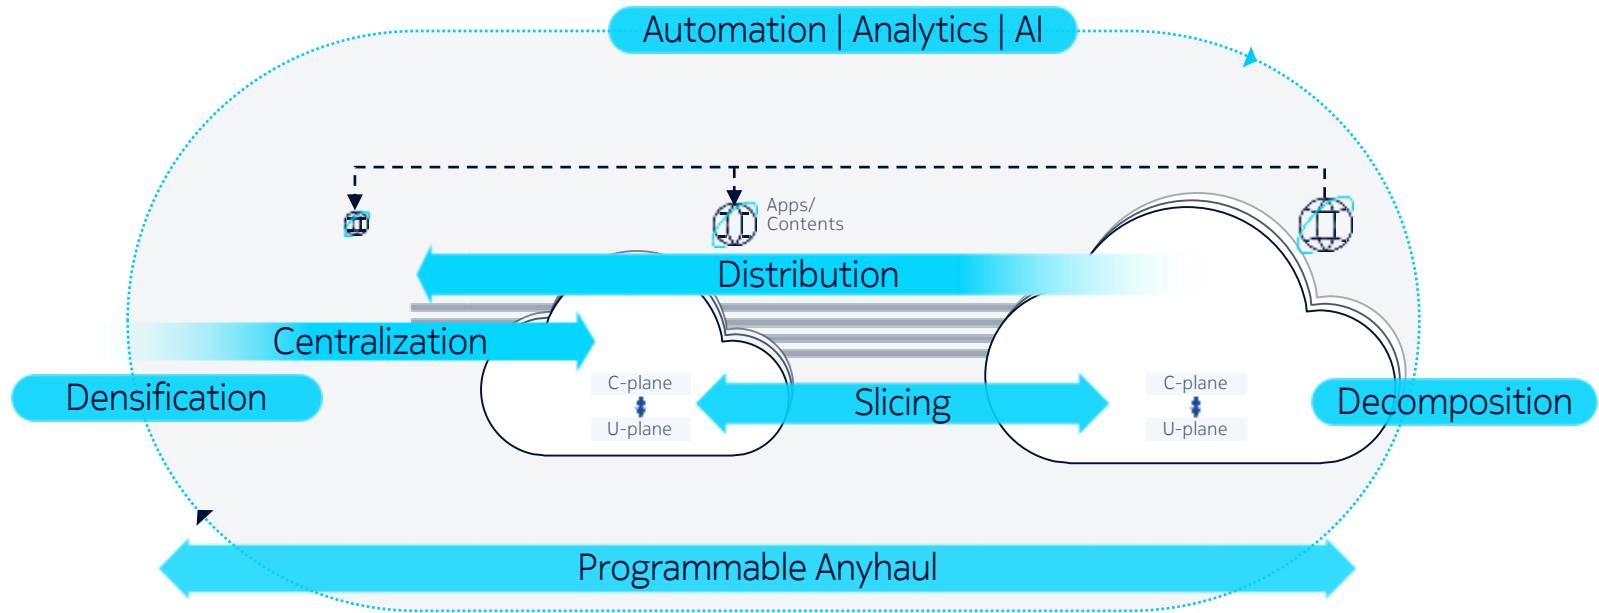 Automation | Analytics | AI
Apps/
Contents
Distribution
Centralization
Densification
C-plane
U-plane
Slicing
C-plane
U-plane
Decomposition
Programmable Anyhaul